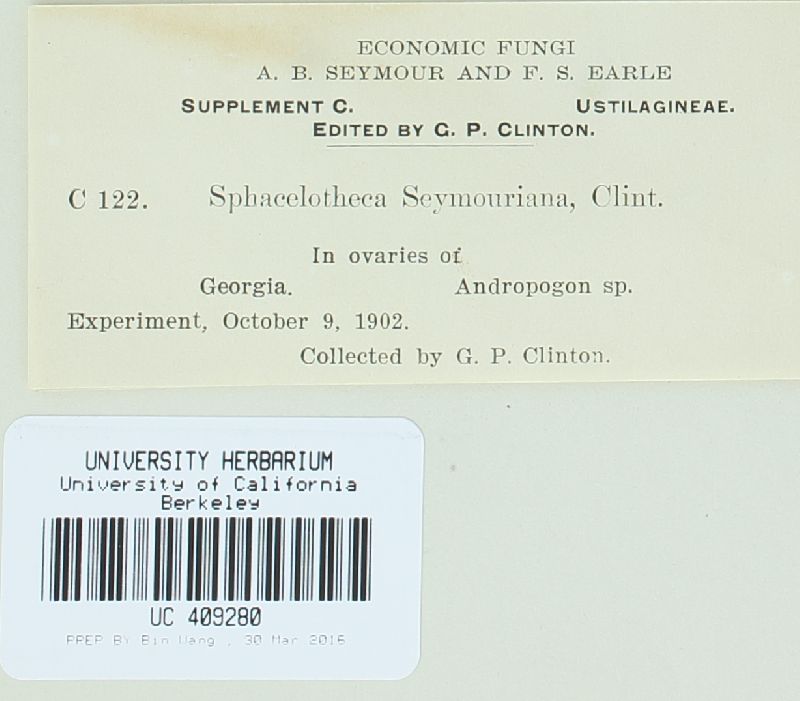 ECONOMIC FUNGI
A. B. SEYMOUR AND F. S. EARLE
SUPPLEMENT C. USTILAGINEAE.
EDITED BY G. P. CLINTON.
C 122. Sphacelotheca Seymouriana, Clint.
In ovaries of
Georgia. Andropogon sp.
Experiment, October 9, 1902.
Collected by G. P. Clinton.
UNIVERSITY HERBARIUM
University of California
Berkeley
UC 409280
PREP BY Bin Wang , 30 Mar 2016